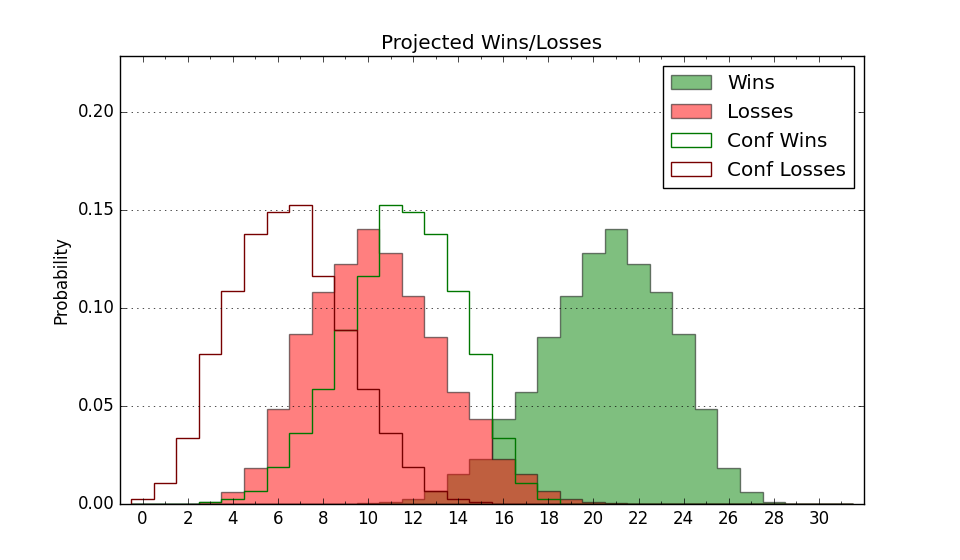 Projected Wins/Losses
Wins
Losses
Conf Wins
Conf Losses
Probability
0.20
0.15
0.10
0.05
0.00
0 2 4 6 8 10 12 14 16 18 20 22 24 26 28 30